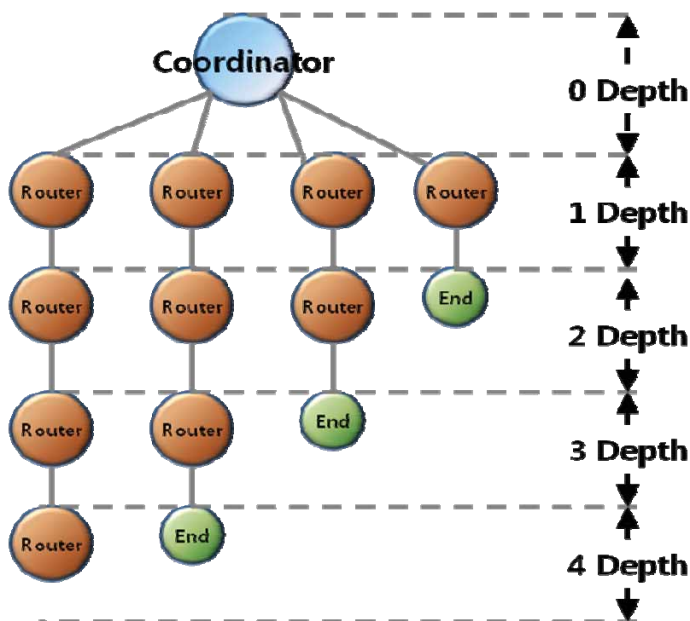 Coordinator
0 Depth
Router Router Router Router
1 Depth
Router Router Router End
2 Depth
Router Router End
3 Depth
Router End
4 Depth